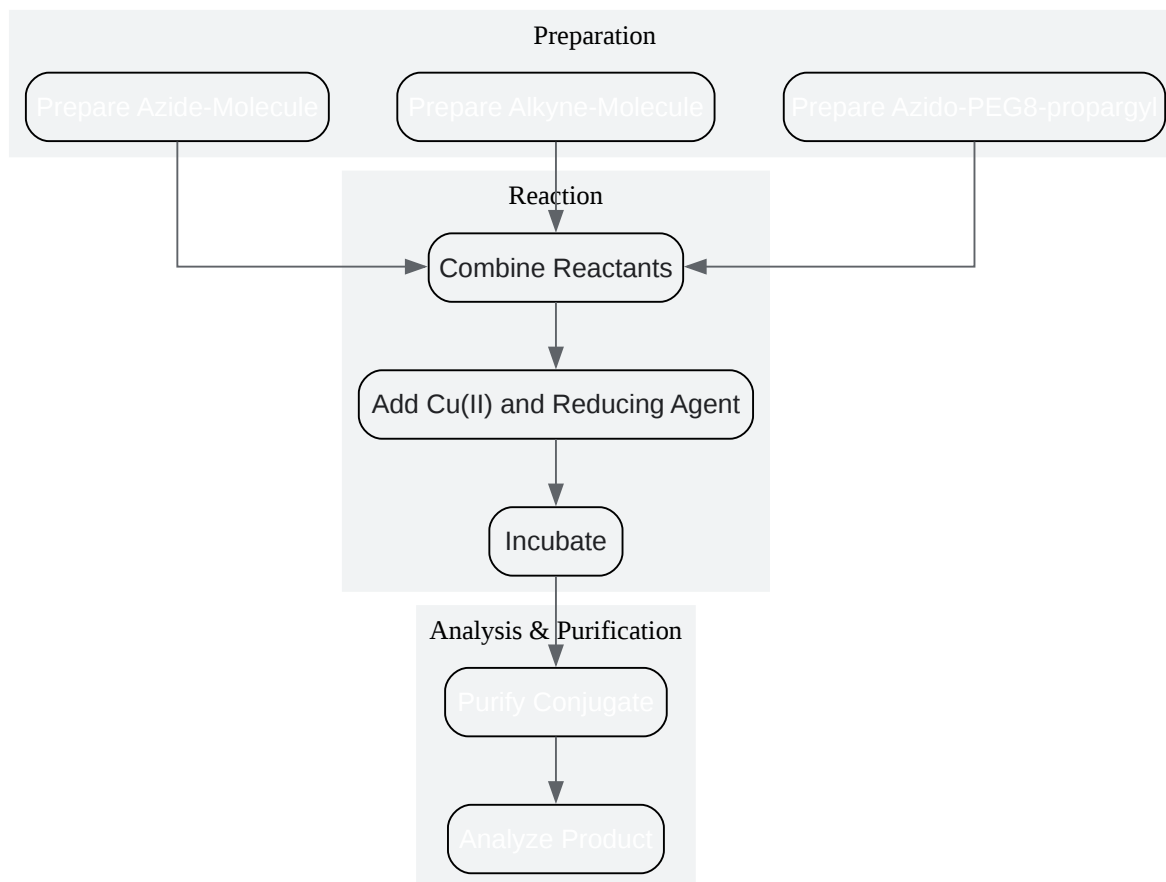 Preparation
Prepare Azide-Molecule
Prepare Alkyne-Molecule
Prepare Azido-PEG8-propargyl
Reaction
Combine Reactants
Add Cu(II) and Reducing Agent
Incubate
Analysis & Purification
Purify Conjugate
Analyze Product